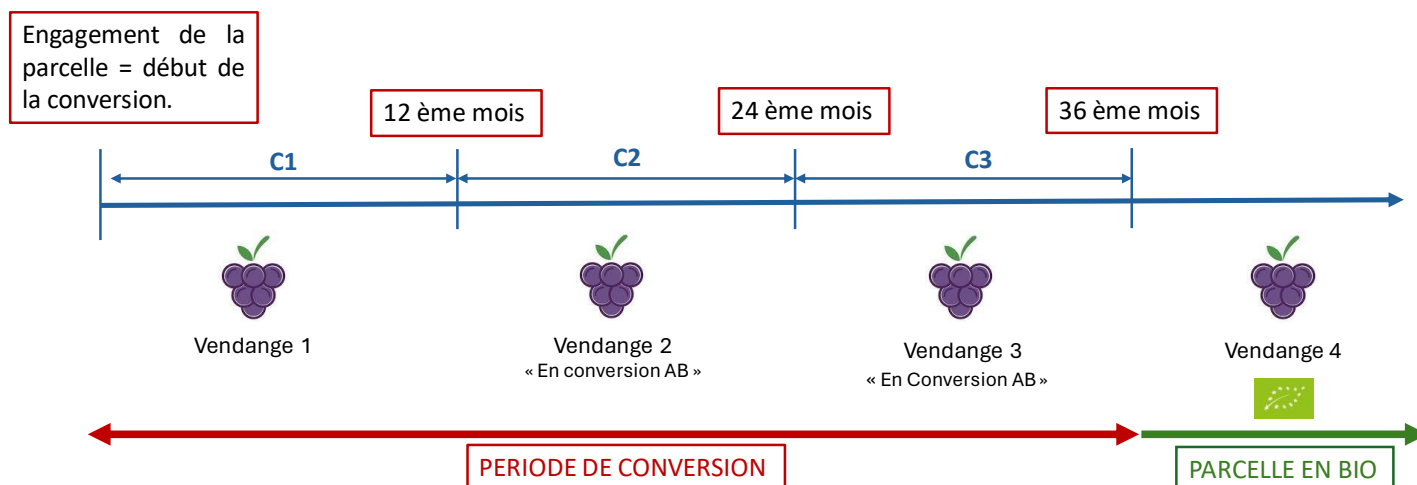 Engagement de la
parcelle = début de
la conversion.
12 ème mois
24 ème mois
36 ème mois
C1
C2
C3
Vendange 1
Vendange 2
« En conversion AB »
Vendange 3
« En Conversion AB »
Vendange 4
PERIODE DE CONVERSION
PARCELLE EN BIO